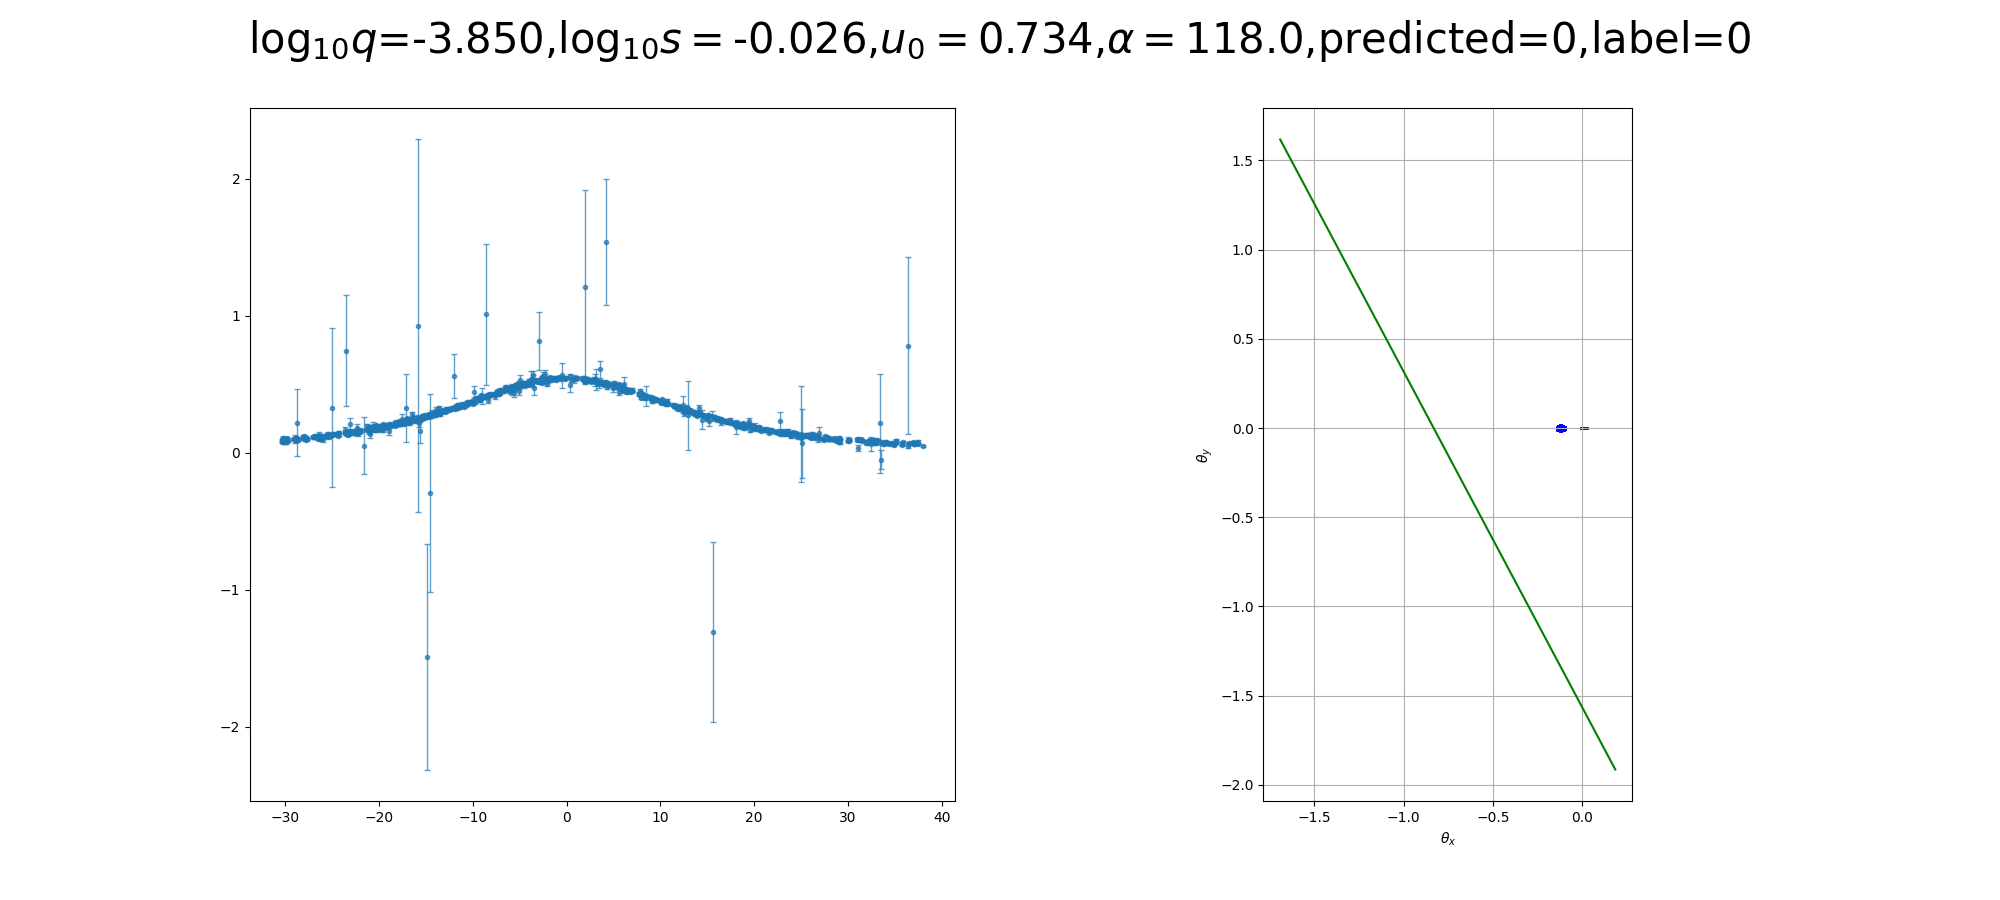 log₁₀q=-3.850,log₁₀s = -0.026,u₀ = 0.734,α = 118.0,predicted=0,label=0
2
1
0
−1
−2
−30 −20 −10 0 10 20 30 40
1.5
1.0
0.5
0.0
−0.5
−1.0
−1.5
−2.0
θy
−1.5 −1.0 −0.5 0.0
θx